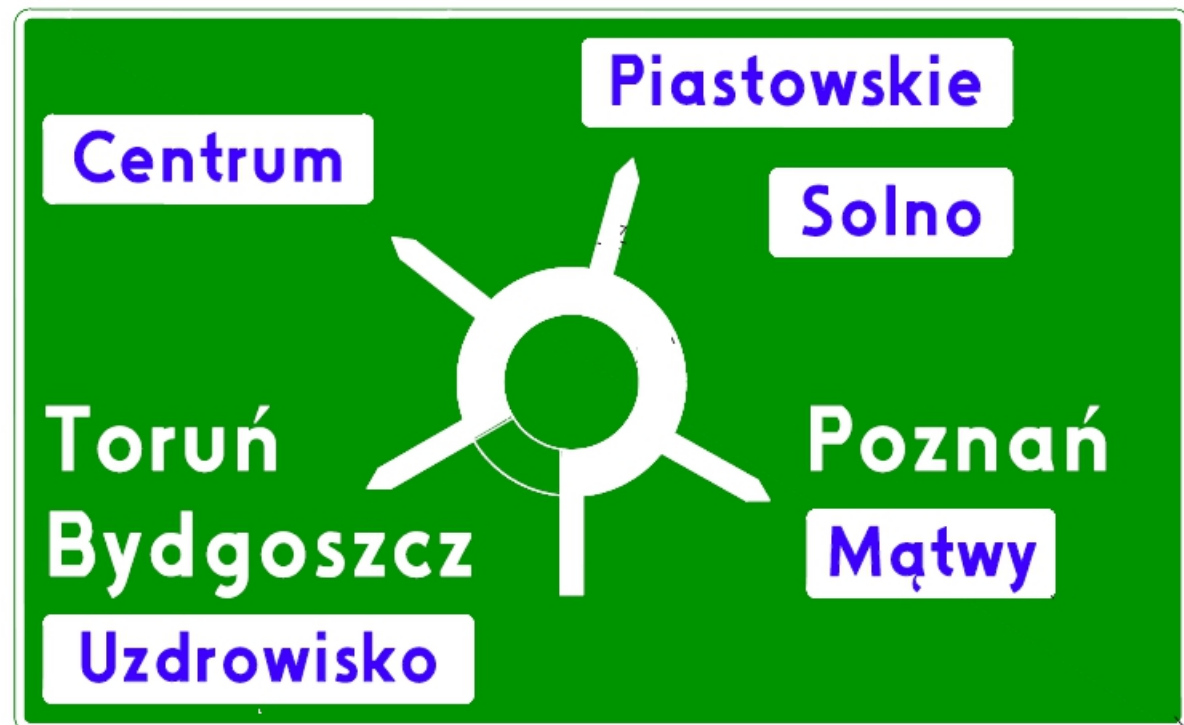 Piastowskie
Centrum
Solno
Toruń
Poznań
Bydgoszcz
Mątwy
Uzdrowisko